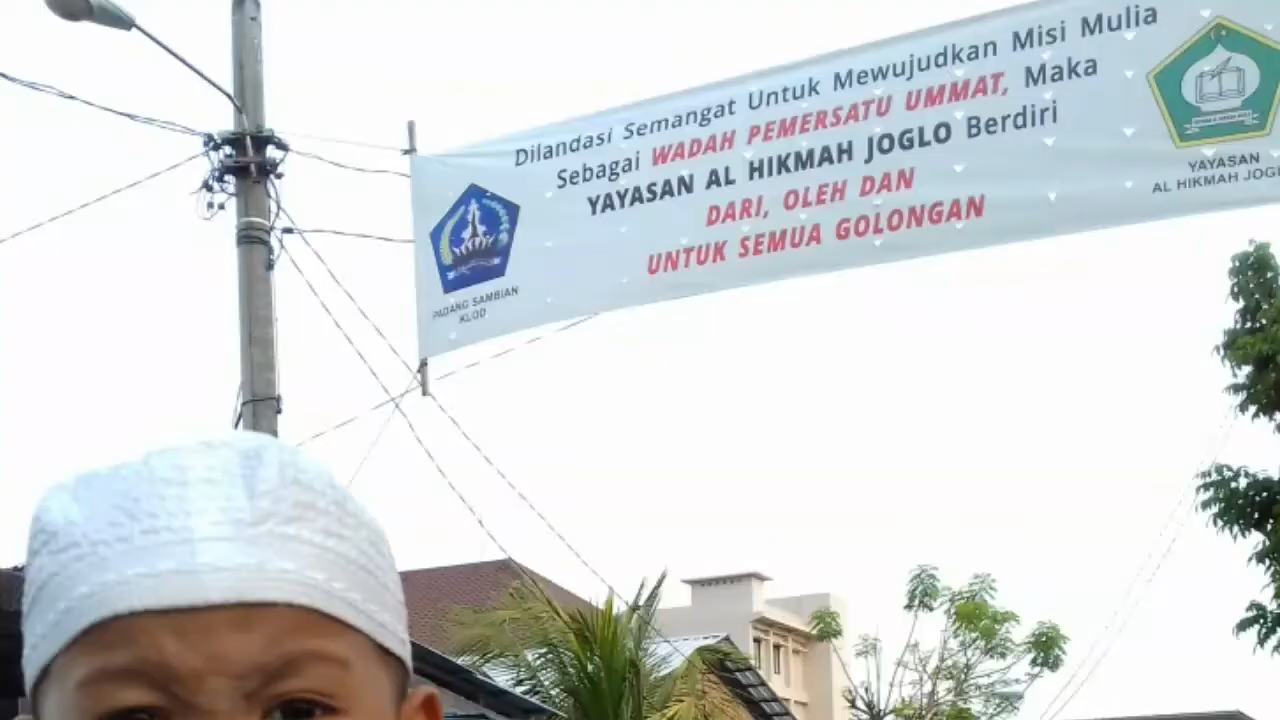 Dilandasi Semangat Untuk Mewujudkan Misi Mulia
Sebagai WADAH PEMERSATU UMMAT, Maka
YAYASAN AL HIKMAH JOGLO Berdiri
DARI, OLEH DAN
UNTUK SEMUA GOLONGAN
PADANG SAMBIAN
KLOD
YAYASAN
AL HIKMAH JOGLO